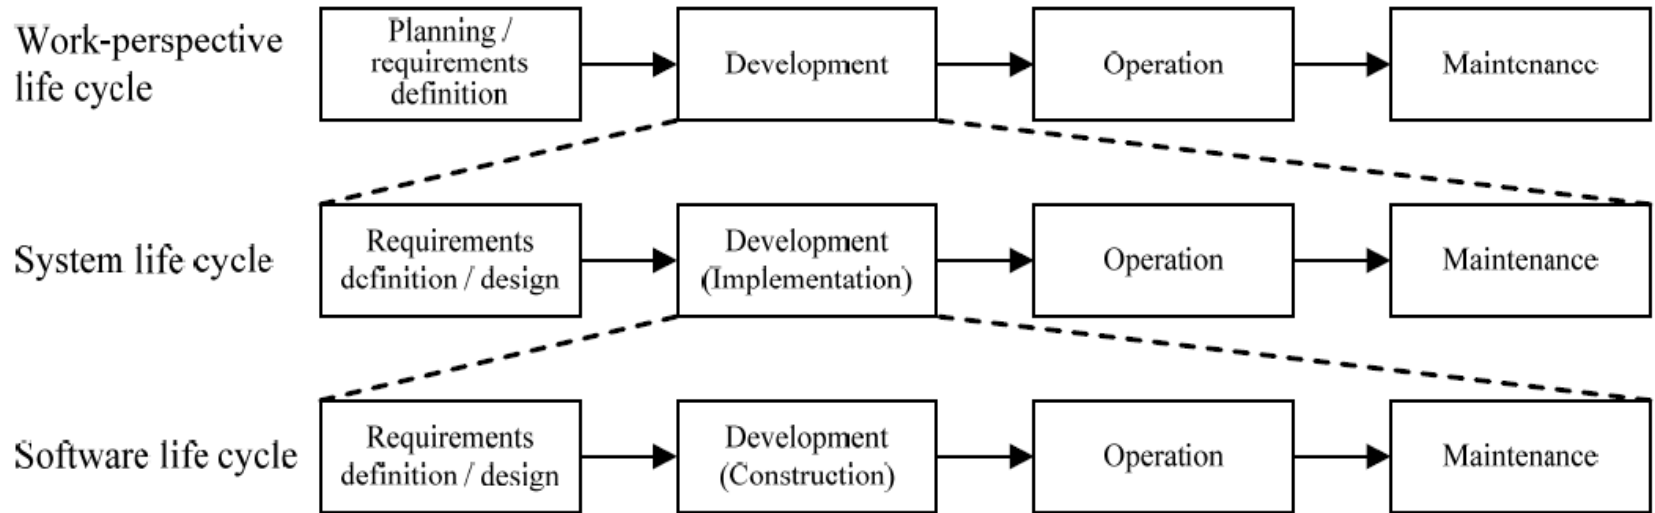 Work-perspective
life cycle
Planning /
requirements
definition
Development
Operation
Maintenance
System life cycle
Requirements
definition / design
Development
(Implementation)
Operation
Maintenance
Software life cycle
Requirements
definition / design
Development
(Construction)
Operation
Maintenance